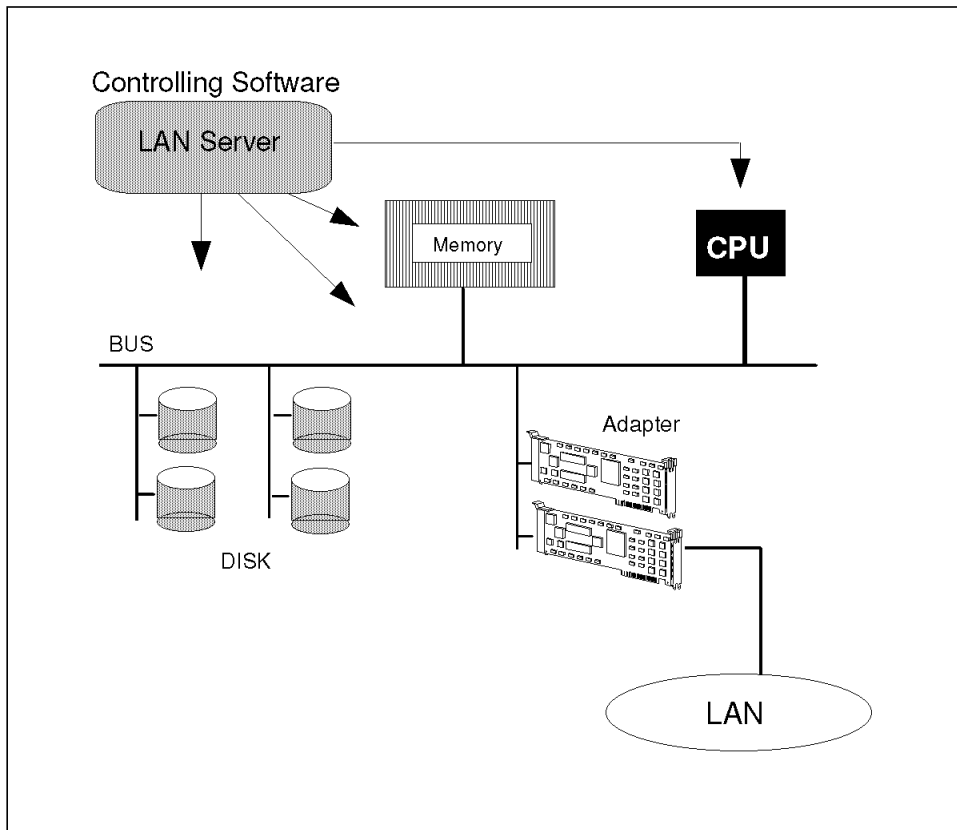 Controlling Software
LAN Server
Memory
CPU
BUS
Adapter
DISK
LAN